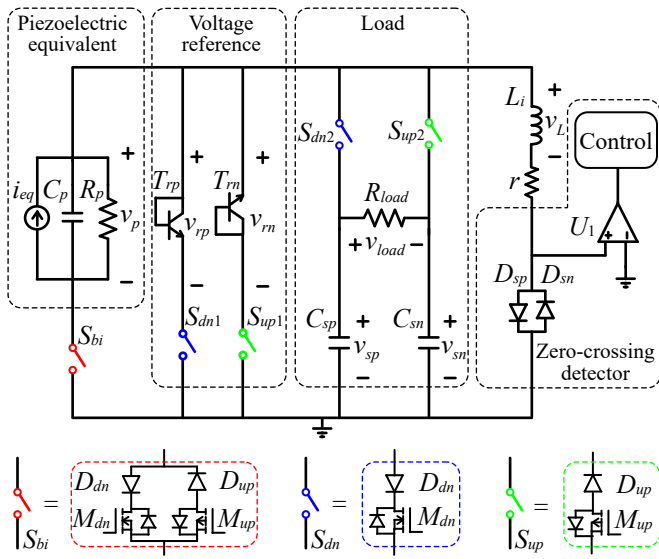 Piezoelectric
equivalent
Voltage
reference
Load
L_i
+
v_L
−
r
Control
U_1
+ −
S_dn2
S_up2
R_load
+ v_load −
T_rp
+
v_rp
−
T_rn
+
v_rn
−
i_eq
C_p
R_p
+
v_p
−
S_bi
S_dn1
S_up1
C_sp
+
v_sp
−
C_sn
+
v_sn
−
D_sp
D_sn
Zero-crossing
detector
S_bi
=
D_dn
D_up
M_dn
M_up
S_dn
=
D_dn
M_dn
S_up
=
D_up
M_up